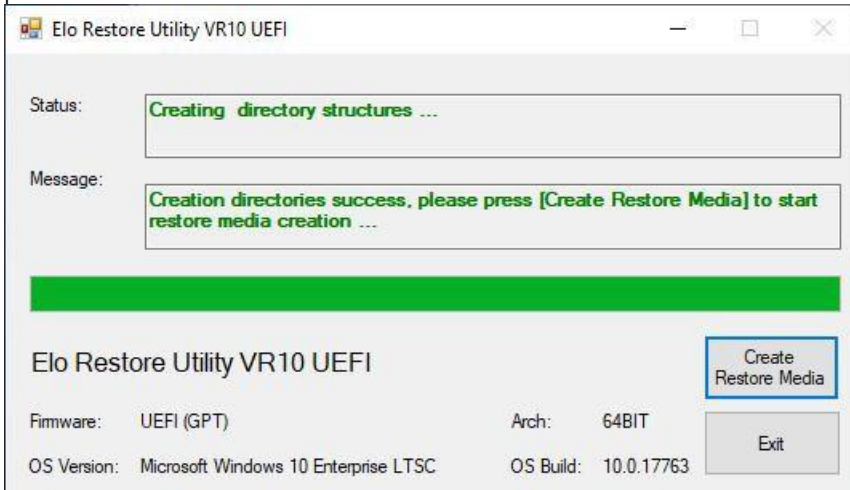 Elo Restore Utility VR10 UEFI
Status:
Creating directory structures ...
Message:
Creation directories success, please press [Create Restore Media] to start
restore media creation ...
Elo Restore Utility VR10 UEFI
Create
Restore Media
Firmware: UEFI (GPT) Arch: 64BIT
Exit
OS Version: Microsoft Windows 10 Enterprise LTSC OS Build: 10.0.17763